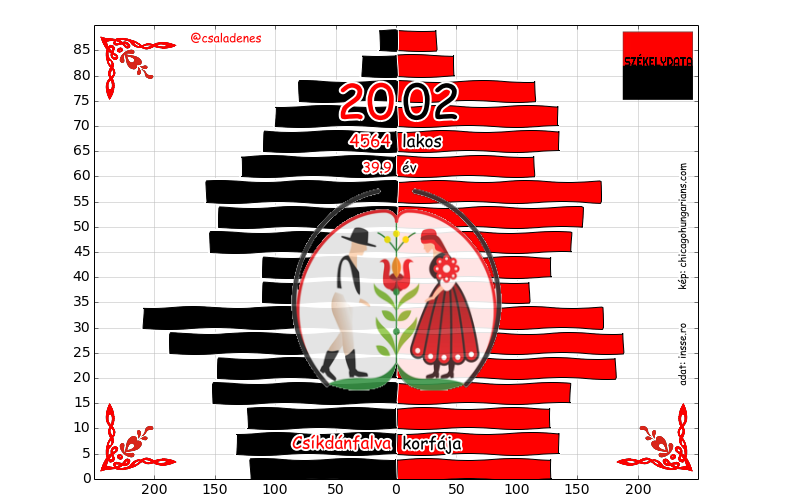 @csaladenes
SZÉKELYDATA
2002
4564 lakos
39.9 év
kép: chicagohungarians.com
adat: insse.ro
Csíkdánfalva korfája
85
80
75
70
65
60
55
50
45
40
35
30
25
20
15
10
5
0
200 150 100 50 0 50 100 150 200